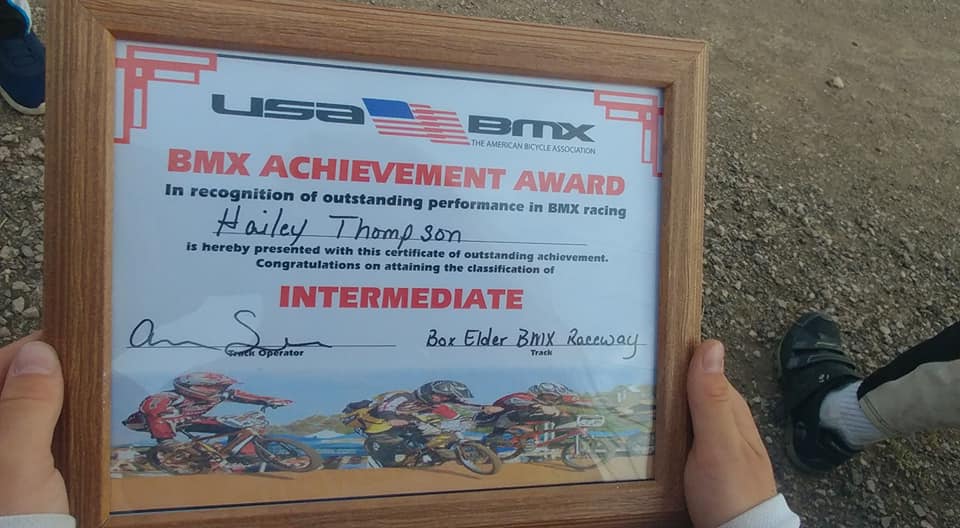 USA BMX
THE AMERICAN BICYCLE ASSOCIATION
BMX ACHIEVEMENT AWARD
In recognition of outstanding performance in BMX racing
Hailey Thompson
is hereby presented with this certificate of outstanding achievement.
Congratulations on attaining the classification of
INTERMEDIATE
Box Elder BMX Raceway
Track Operator
Track